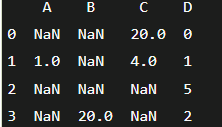 A B C D
0 NaN NaN 20.0 0
1 1.0 NaN 4.0 1
2 NaN NaN NaN 5
3 NaN 20.0 NaN 2